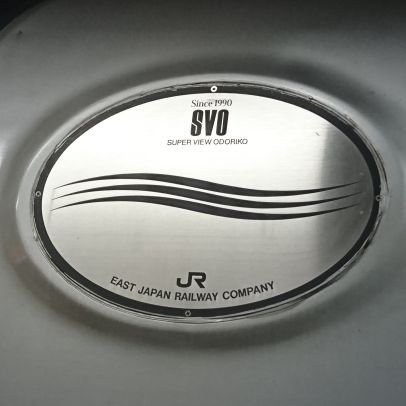 Since 1990
SVO
SUPER VIEW ODORIKO
JR
EAST JAPAN RAILWAY COMPANY